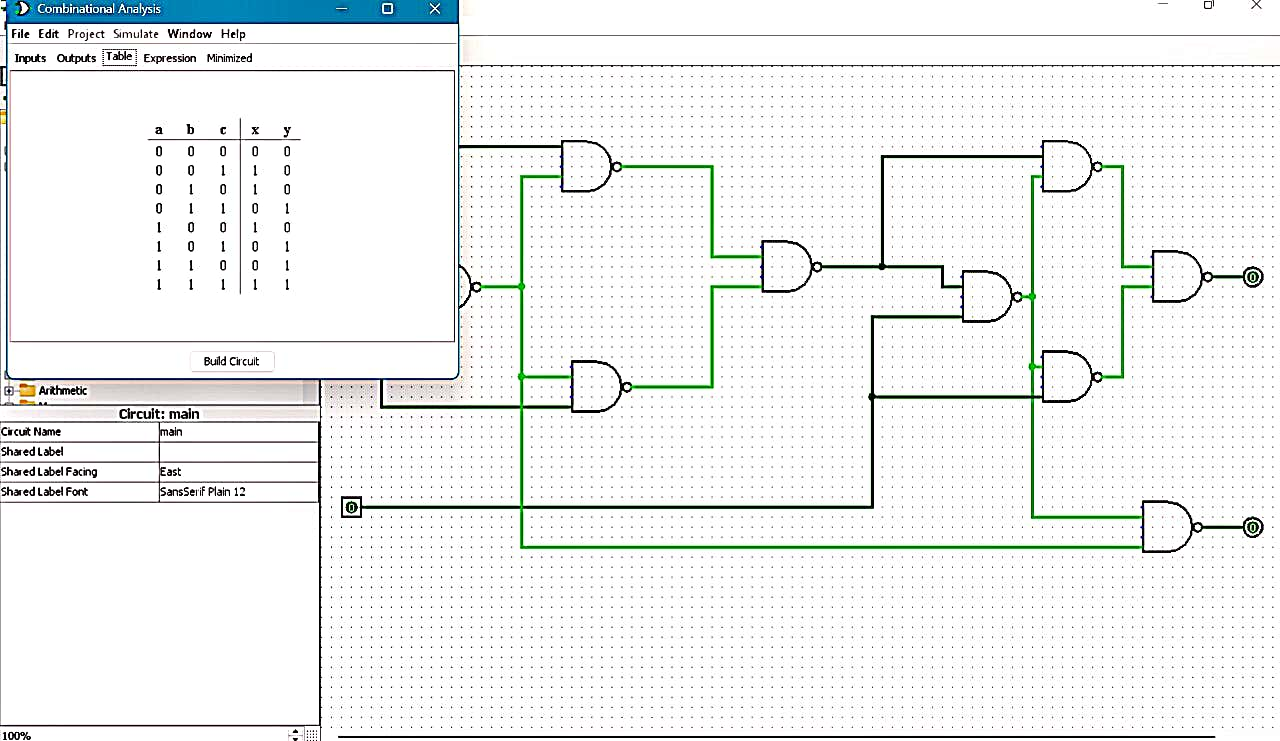 Combinational Analysis
File Edit Project Simulate Window Help
Inputs Outputs Table Expression Minimized
a b c x y
0 0 0 0 0
0 0 1 1 0
0 1 0 1 0
0 1 1 0 1
1 0 0 1 0
1 0 1 0 1
1 1 0 0 1
1 1 1 1 1
Build Circuit
Arithmetic
Circuit: main
Circuit Name main
Shared Label
Shared Label Facing East
Shared Label Font SansSerif Plain 12
0
0
0
100%